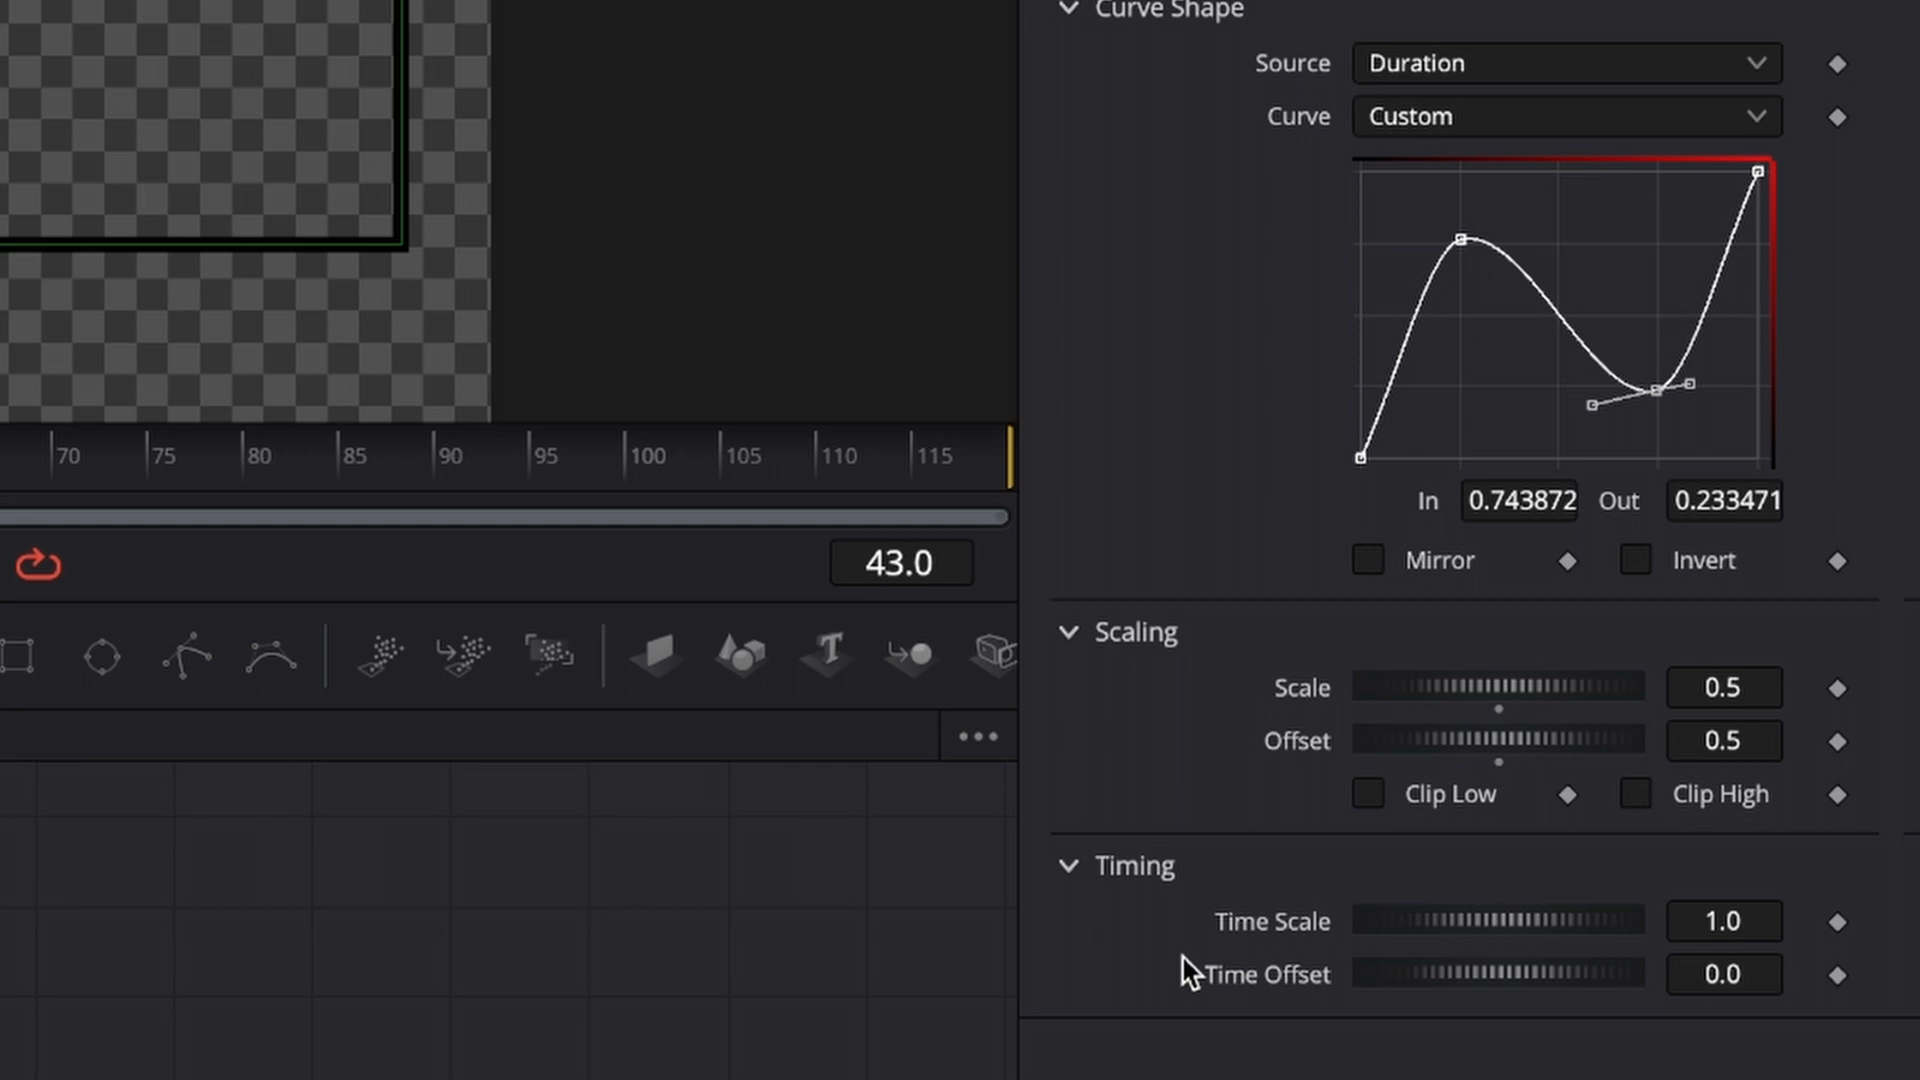 Curve Shape
Source Duration
Curve Custom
70 75 80 85 90 95 100 105 110 115
In 0.743872 Out 0.233471
43.0
Mirror Invert
Scaling
Scale 0.5
Offset 0.5
Clip Low Clip High
Timing
Time Scale 1.0
Time Offset 0.0